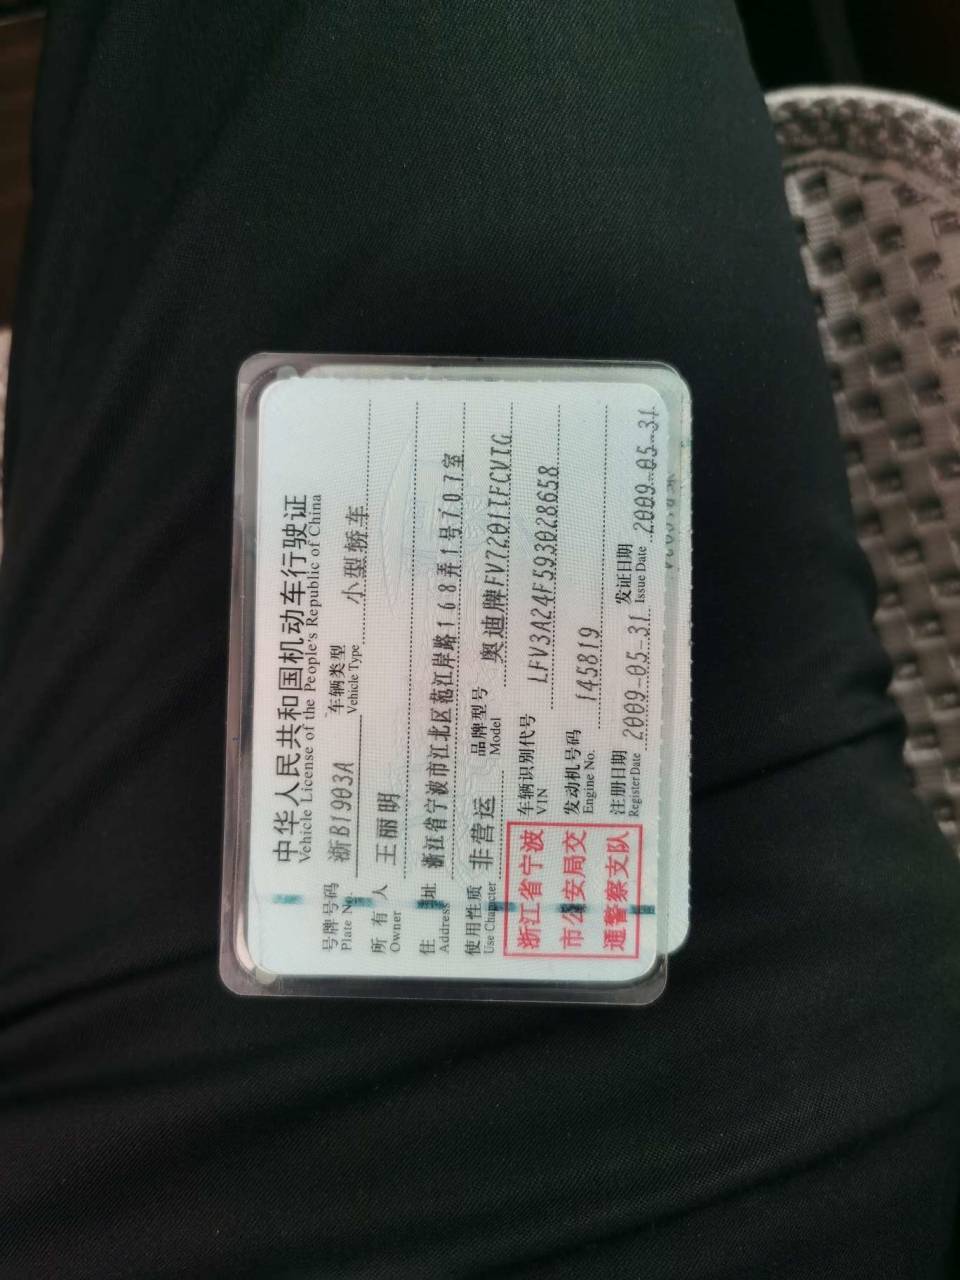 中华人民共和国机动车行驶证
Vehicle License of the People's Republic of China
号牌号码 浙B1903A 车辆类型 小型轿车
Plate No. Vehicle Type
所有人 王丽明
Owner
住址 浙江省宁波市江北区范江岸路168弄1号707室
Address
使用性质 非营运 品牌型号 奥迪牌FV7201TFCVTG
Use Character Model
浙江省宁波
市公安局交
通警察支队
车辆识别代号 LFV3A24F593028658
VIN
发动机号码 145819
Engine No.
注册日期 2009-05-31 发证日期 2009-05-31
Register Date Issue Date